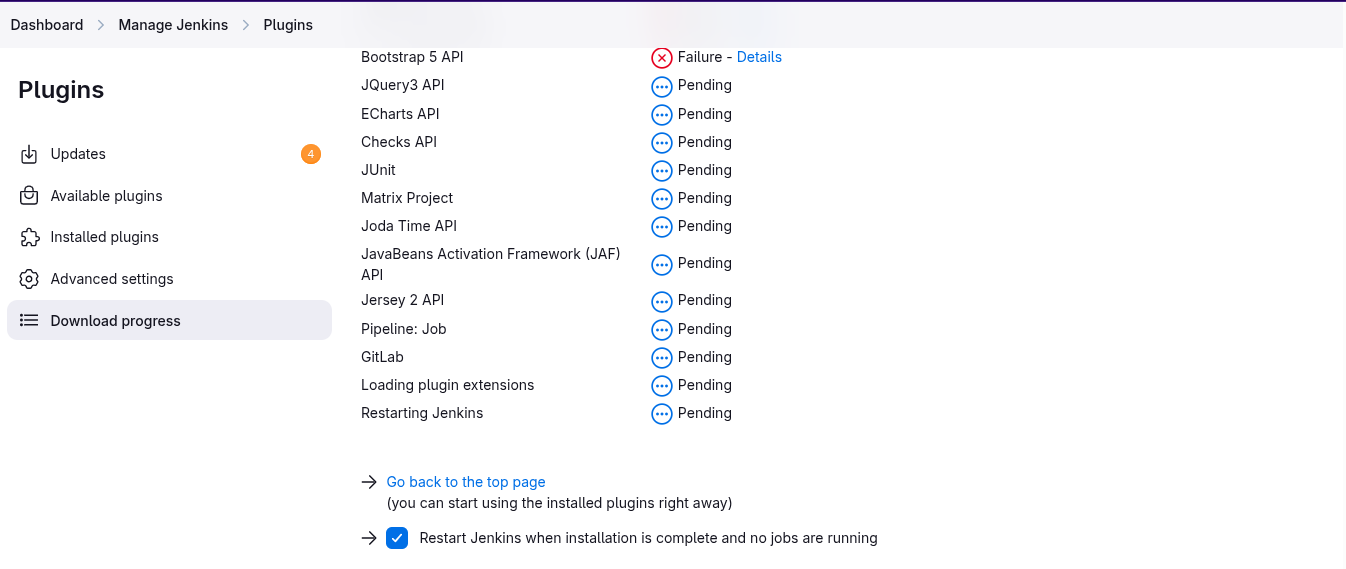 Dashboard > Manage Jenkins > Plugins
Plugins
Updates 4
Available plugins
Installed plugins
Advanced settings
Download progress
Bootstrap 5 API Failure - Details
JQuery3 API Pending
ECharts API Pending
Checks API Pending
JUnit Pending
Matrix Project Pending
Joda Time API Pending
JavaBeans Activation Framework (JAF)
API Pending
Jersey 2 API Pending
Pipeline: Job Pending
GitLab Pending
Loading plugin extensions Pending
Restarting Jenkins Pending
Go back to the top page
(you can start using the installed plugins right away)
Restart Jenkins when installation is complete and no jobs are running